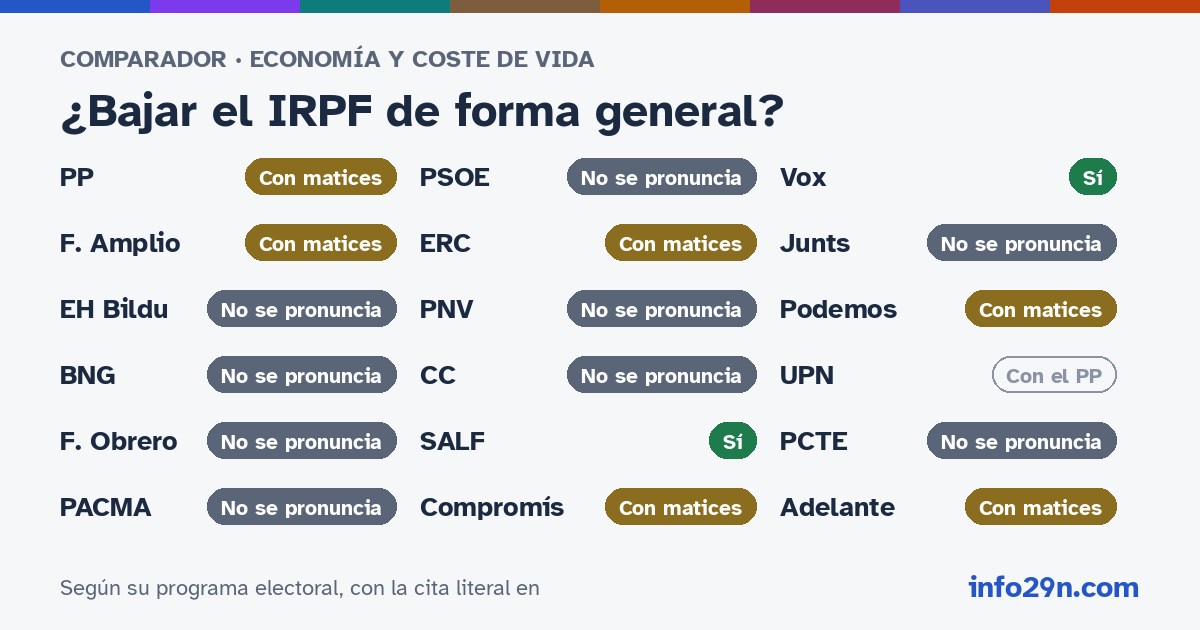 COMPARADOR · ECONOMÍA Y COSTE DE VIDA
¿Bajar el IRPF de forma general?
PP Con matices PSOE No se pronuncia Vox Sí
F. Amplio Con matices ERC Con matices Junts No se pronuncia
EH Bildu No se pronuncia PNV No se pronuncia Podemos Con matices
BNG No se pronuncia CC No se pronuncia UPN Con el PP
F. Obrero No se pronuncia SALF Sí PCTE No se pronuncia
PACMA No se pronuncia Compromís Con matices Adelante Con matices
Según su programa electoral, con la cita literal en info29n.com